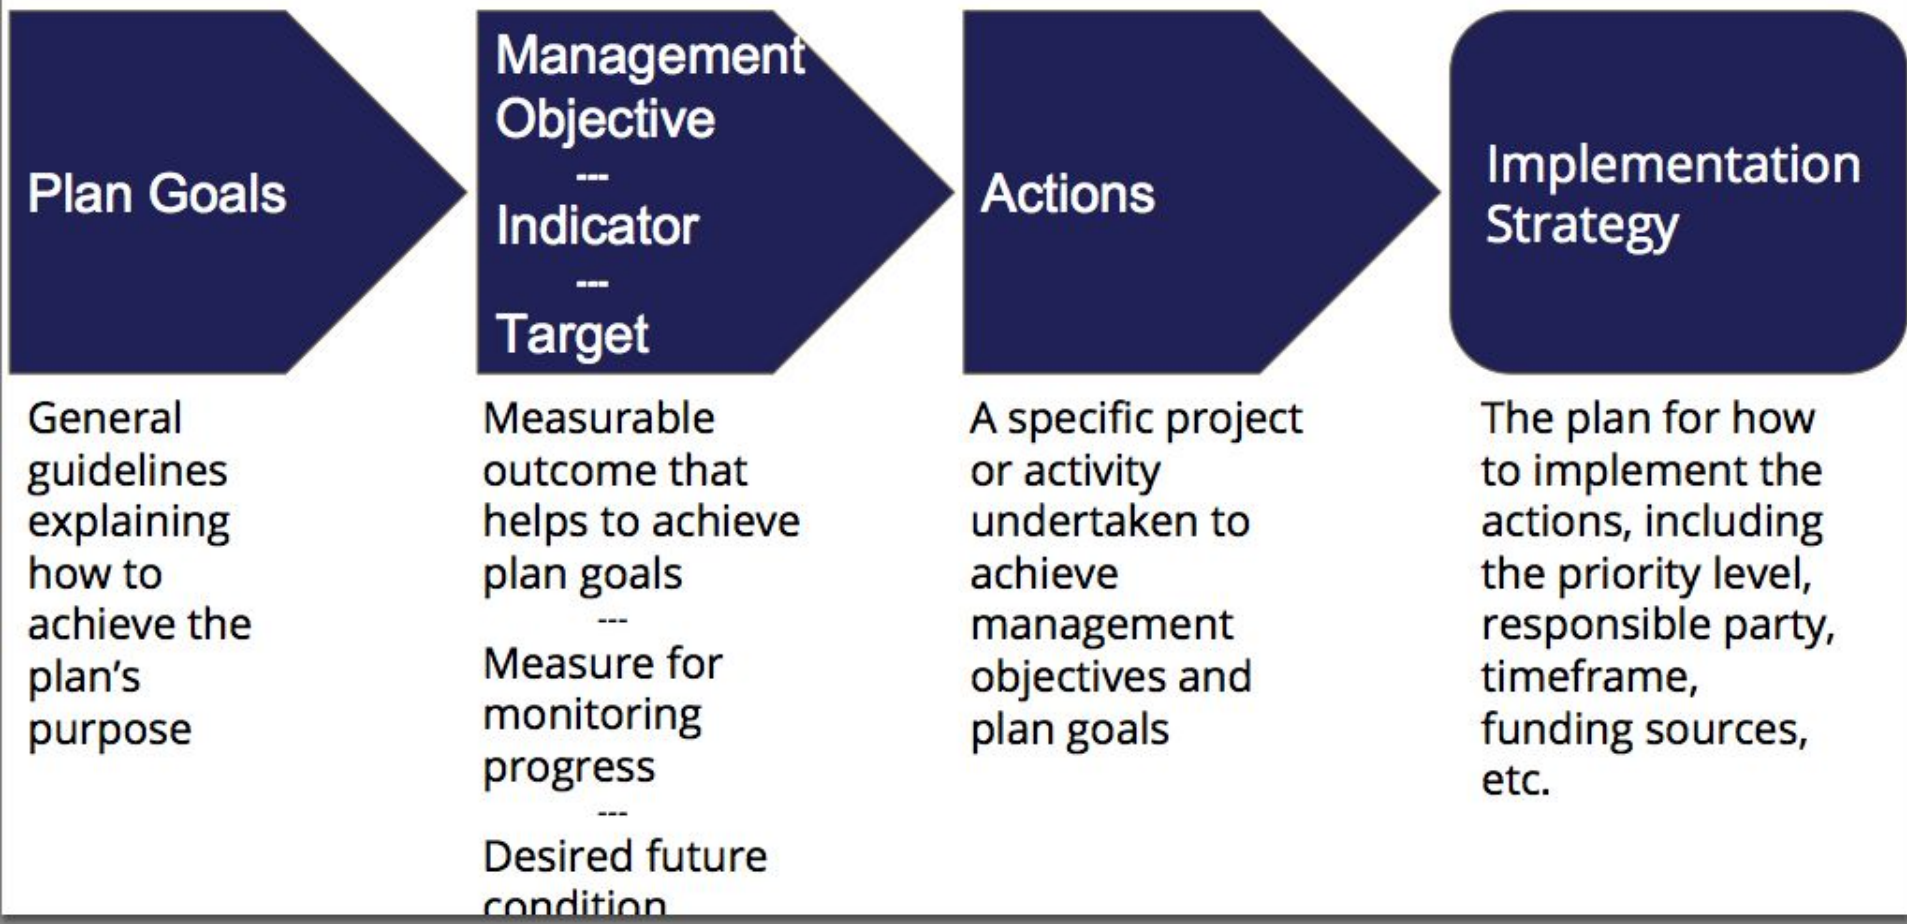 Plan Goals
Management
Objective
---
Indicator
---
Target
Actions
Implementation
Strategy
General
guidelines
explaining
how to
achieve the
plan’s
purpose
Measurable
outcome that
helps to achieve
plan goals
---
Measure for
monitoring
progress
---
Desired future
condition
A specific project
or activity
undertaken to
achieve
management
objectives and
plan goals
The plan for how
to implement the
actions, including
the priority level,
responsible party,
timeframe,
funding sources,
etc.